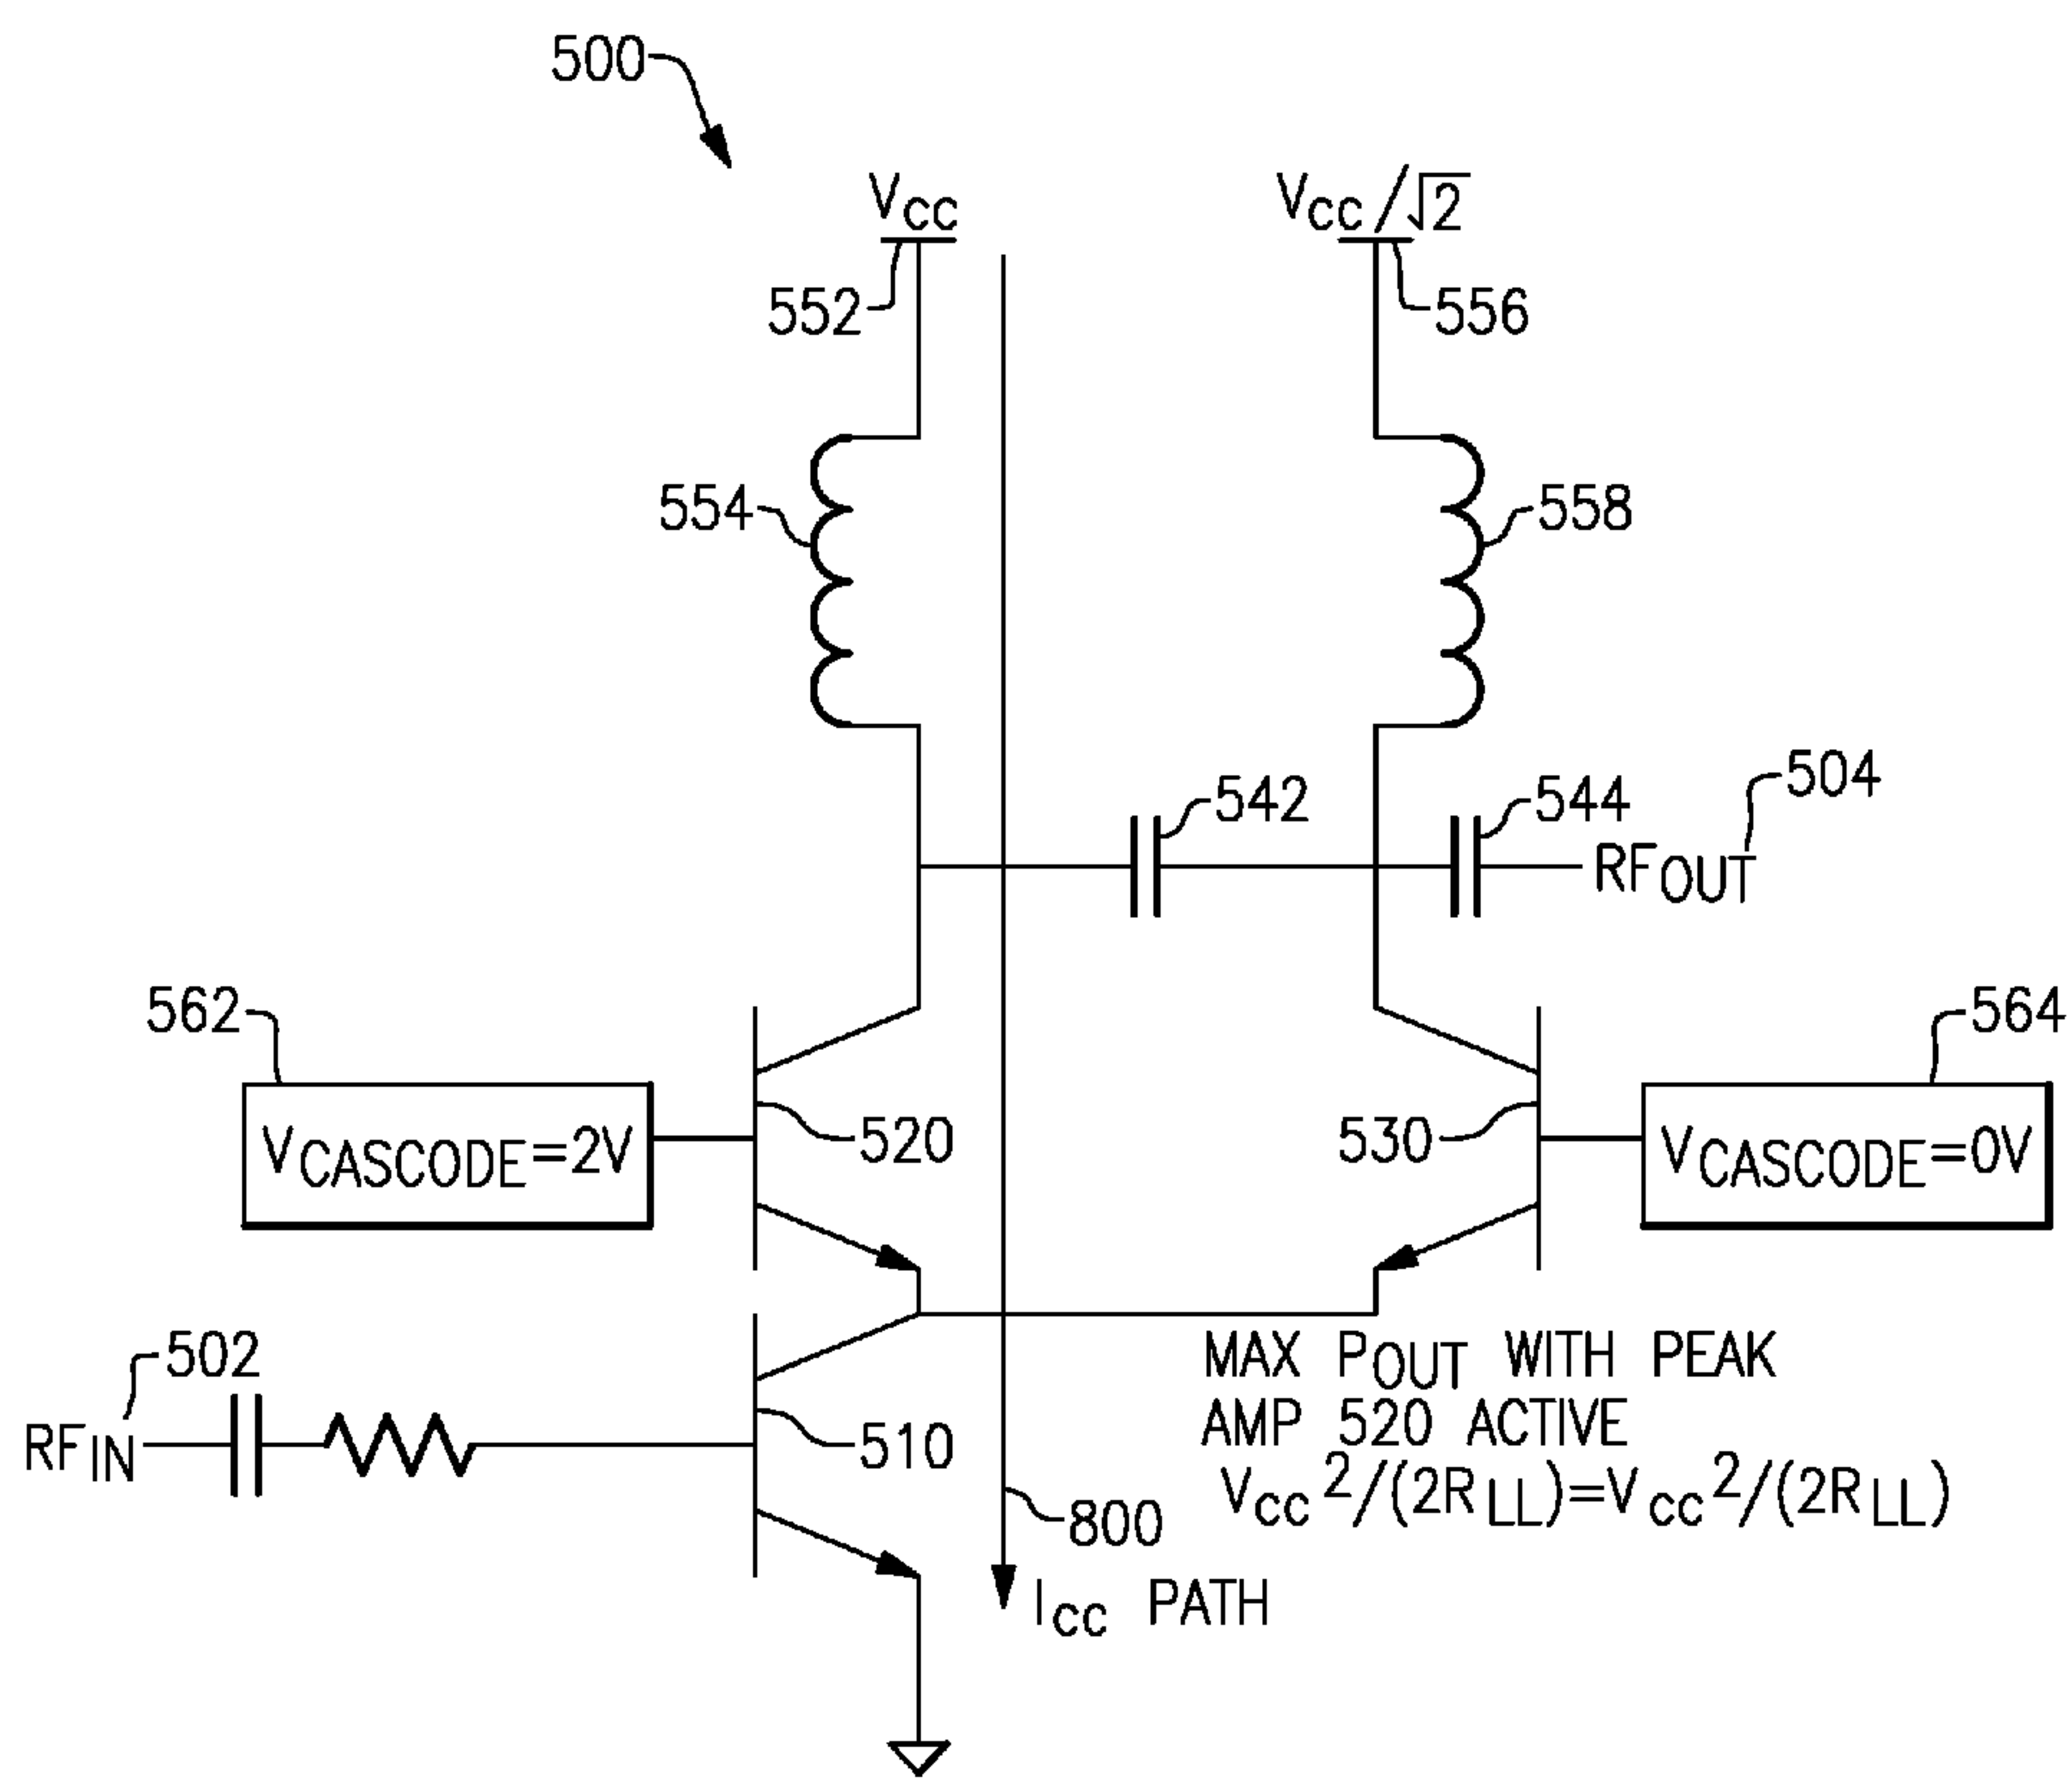 500
Vcc
Vcc/√2
552
556
554
558
504
542
544
RFOUT
562
564
VCASCODE=2V
520
530
VCASCODE=0V
502
MAX POUT WITH PEAK
AMP 520 ACTIVE
Vcc²/(2RLL)=Vcc²/(2RLL)
RFIN
510
800
Icc PATH